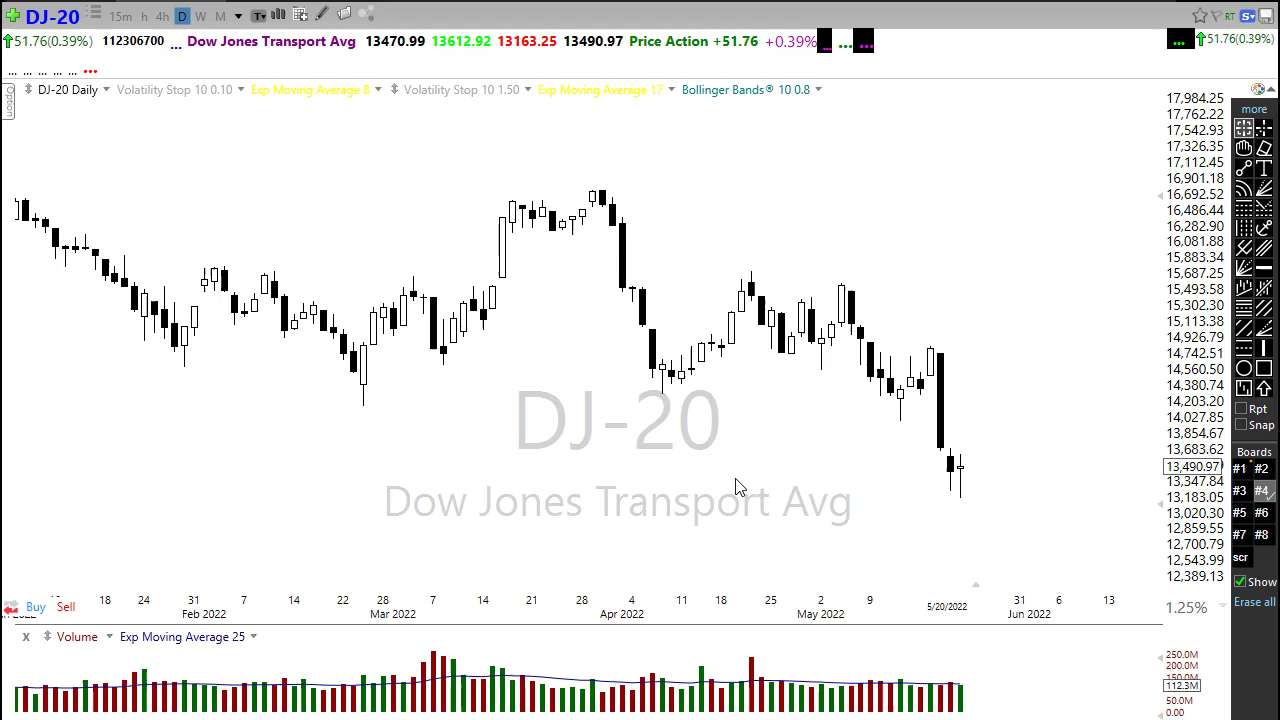 DJ-20 15m h 4h D W M T RT S
51.76(0.39%) 112306700 ... Dow Jones Transport Avg 13470.99 13612.92 13163.25 13490.97 Price Action +51.76 +0.39% ... ... ... ... 51.76(0.39%)
... ... ... ... ... ...
Option DJ-20 Daily Volatility Stop 10 0.10 Exp Moving Average 8 Volatility Stop 10 1.50 Exp Moving Average 17 Bollinger Bands® 10 0.8
17,984.25
17,762.22
17,542.93
17,326.35
17,112.45
16,901.18
16,692.52
16,486.44
16,282.90
16,081.88
15,883.34
15,687.25
15,493.58
15,302.30
15,113.38
14,926.79
14,742.51
14,560.50
14,380.74
14,203.20
14,027.85
13,854.67
13,683.62
13,490.97
13,347.84
13,183.05
13,020.30
12,859.55
12,700.79
12,543.99
12,389.13
more
T
Rpt
Snap
Boards
#1 #2
#3 #4
#5 #6
#7 #8
scr
Show
Erase all
DJ-20
Dow Jones Transport Avg
18 24 31 7 14 22 28 7 14 21 28 4 11 18 25 2 9 31 6 13
Buy Sell
2022 Feb 2022 Mar 2022 Apr 2022 May 2022 5/20/2022 Jun 2022
1.25%
X Volume Exp Moving Average 25
250.0M
200.0M
150.0M
112.3M
50.0M
0.00